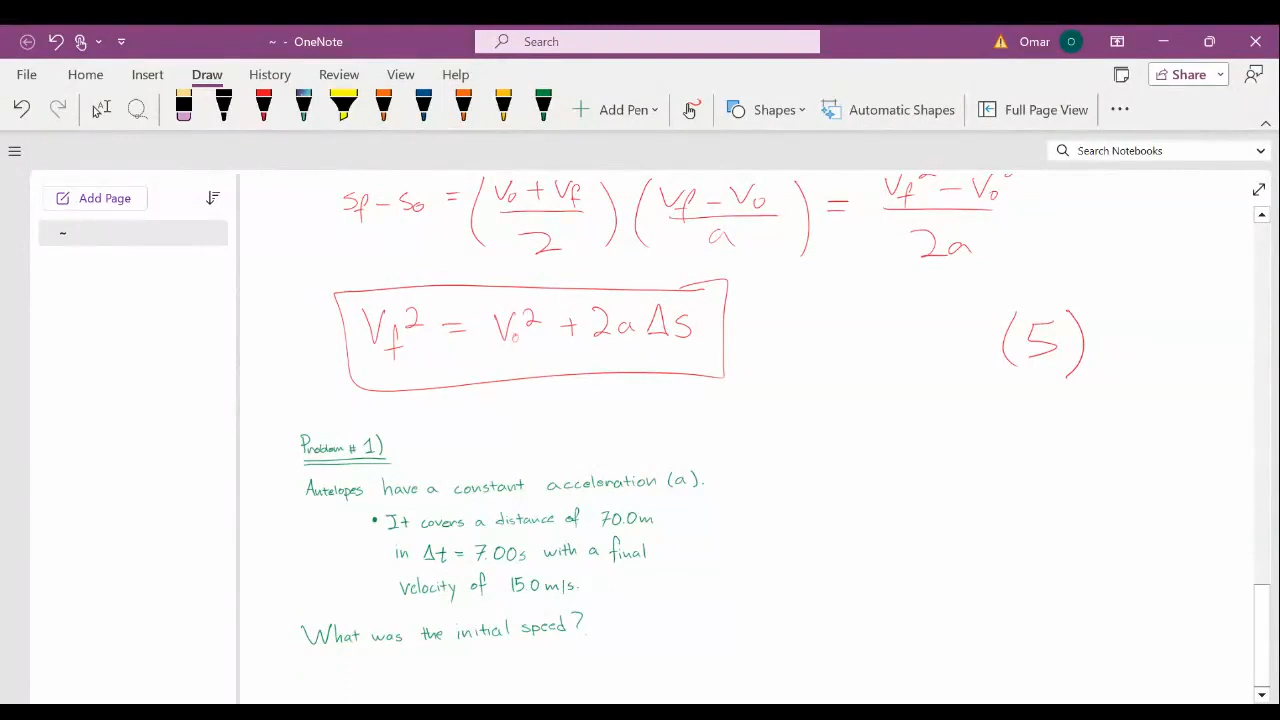 ~ - OneNote
Search
Omar
File Home Insert Draw History Review View Help
Share
Add Pen
Shapes
Automatic Shapes
Full Page View
Search Notebooks
Add Page
~
sf - so = (Vo + Vf / 2) (Vf - Vo / a) = Vf² - Vo² / 2a
Vf² = Vo² + 2a Δs
(5)
Problem # 1)
Antelopes have a constant acceleration (a).
• It covers a distance of 70.0m
in Δt = 7.00s with a final
velocity of 15.0 m/s.
What was the initial speed?